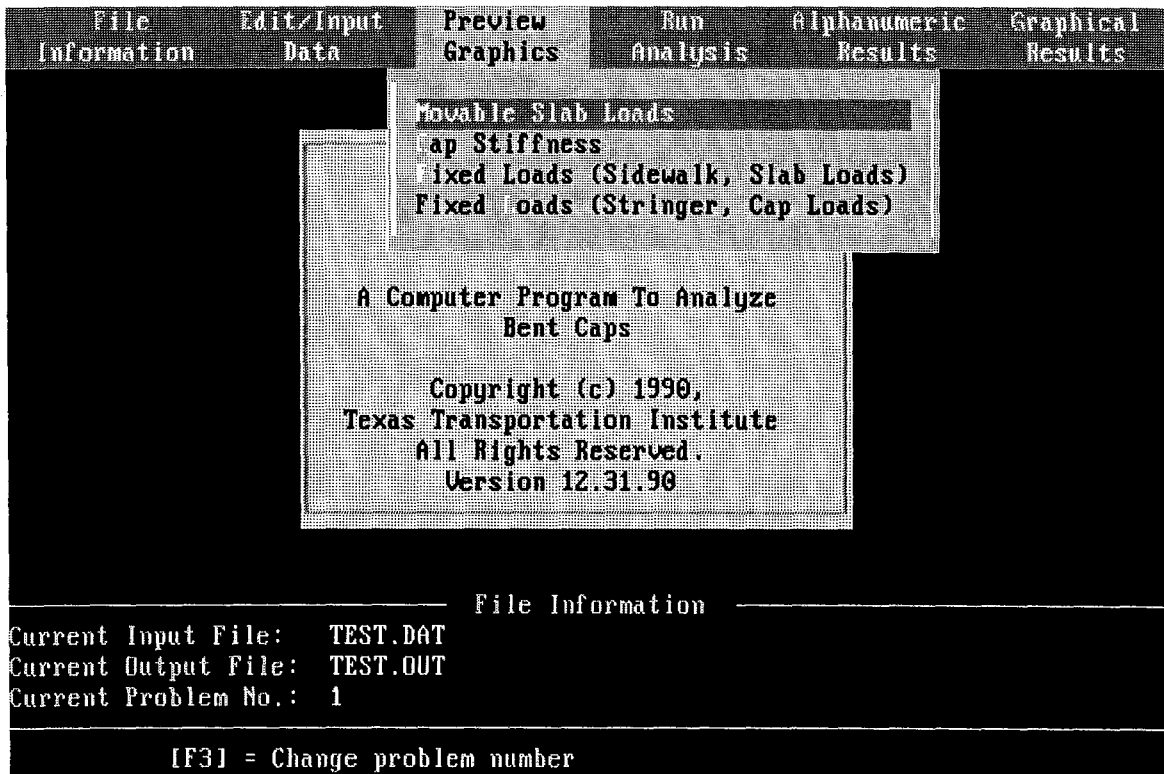 File Edit/Input Preview Run Alphanumeric Graphical
Information Data Graphics Analysis Results Results
Movable Slab Loads
ap Stiffness
ixed Loads (Sidewalk, Slab Loads)
Fixed oads (Stringer, Cap Loads)
A Computer Program To Analyze
Bent Caps
Copyright (c) 1990,
Texas Transportation Institute
All Rights Reserved.
Version 12.31.90
File Information
Current Input File: TEST.DAT
Current Output File: TEST.OUT
Current Problem No.: 1
[F3] = Change problem number